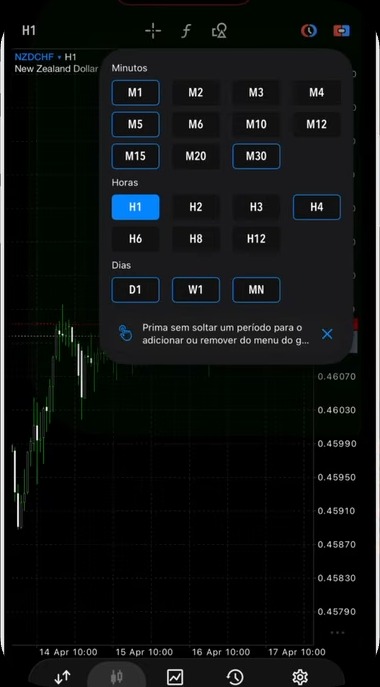 H1
NZDCHF • H1
New Zealand Dollar
Minutos
M1 M2 M3 M4
M5 M6 M10 M12
M15 M20 M30
Horas
H1 H2 H3 H4
H6 H8 H12
Dias
D1 W1 MN
Prima sem soltar um período para o
adicionar ou remover do menu do g...
0.46070
0.46030
0.45990
0.45950
0.45910
0.45870
0.45830
0.45790
14 Apr 10:00 15 Apr 10:00 16 Apr 10:00 17 Apr 10:00